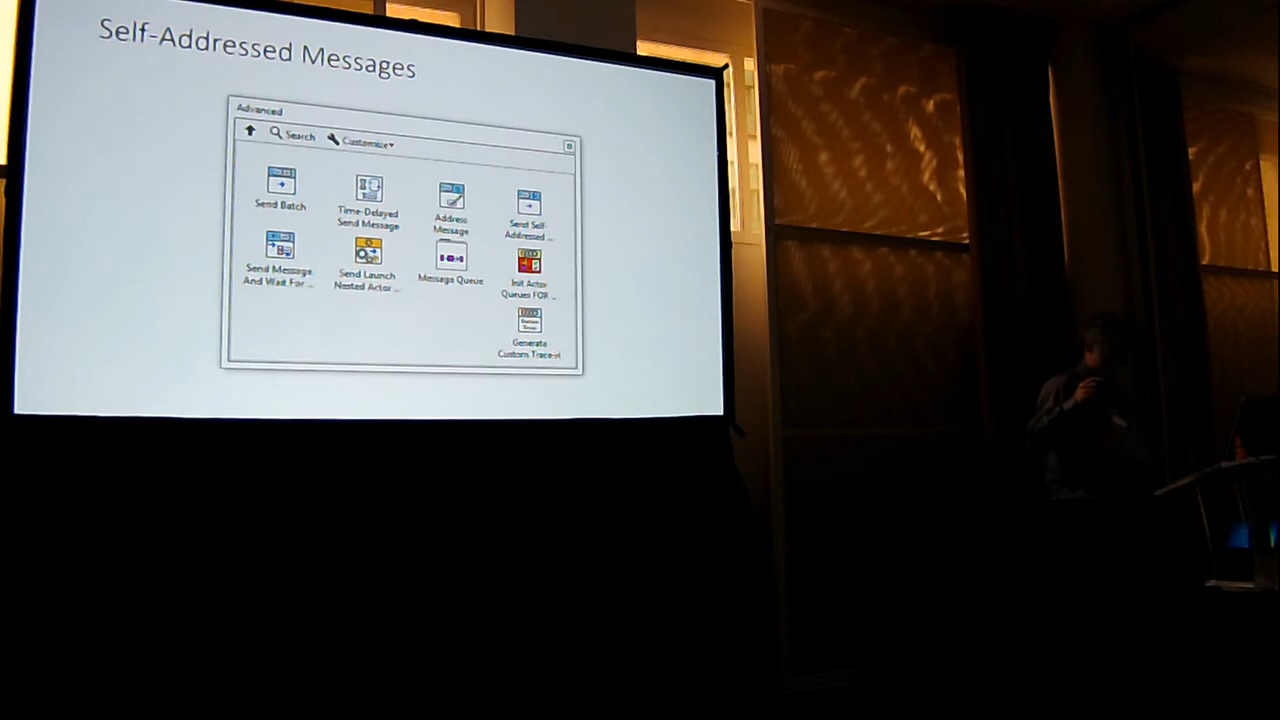 Self-Addressed Messages
Advanced
Search
Customize
Send Batch
Time-Delayed
Send Message
Address
Message
Send Self-
Addressed ...
Send Message
And Wait For ...
Send Launch
Nested Actor ...
Message Queue
Init Actor
Queues FOR ...
Generate
Custom Trace.vi